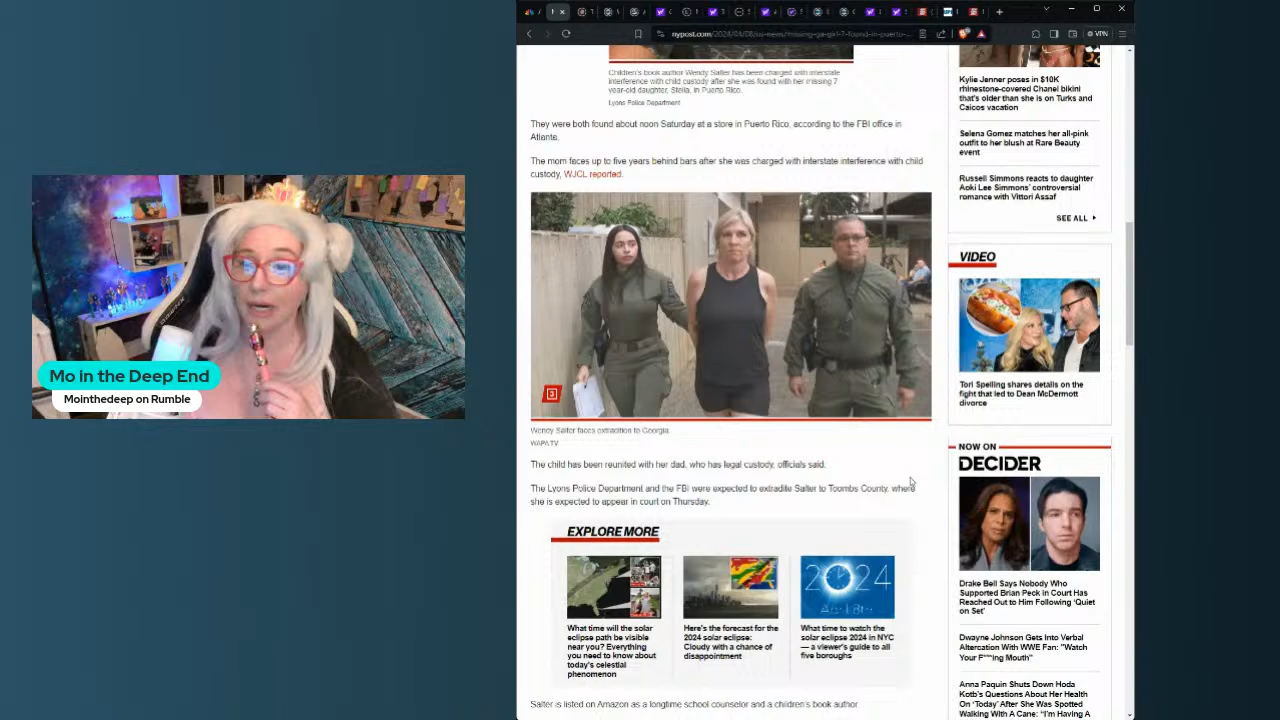 nypost.com/2024/04/08/us-news/missing-ga-girl-7-found-in-puerto-...
VPN
Children's book author Wendy Salter has been charged with interstate
interference with child custody after she was found with her missing 7
year-old daughter, Stella, in Puerto Rico.
Lyons Police Department
They were both found about noon Saturday at a store in Puerto Rico, according to the FBI office in
Atlanta.
The mom faces up to five years behind bars after she was charged with interstate interference with child
custody, WJCL reported.
3
Wendy Salter faces extradition to Georgia.
WAPA TV
The child has been reunited with her dad, who has legal custody, officials said.
The Lyons Police Department and the FBI were expected to extradite Salter to Toombs County, where
she is expected to appear in court on Thursday.
EXPLORE MORE
What time will the solar
eclipse path be visible
near you? Everything
you need to know about
today's celestial
phenomenon
Here's the forecast for the
2024 solar eclipse:
Cloudy with a chance of
disappointment
2024
What time to watch the
solar eclipse 2024 in NYC
— a viewer's guide to all
five boroughs
Salter is listed on Amazon as a longtime school counselor and a children's book author
Kylie Jenner poses in $10K
rhinestone-covered Chanel bikini
that's older than she is on Turks and
Caicos vacation
Selena Gomez matches her all-pink
outfit to her blush at Rare Beauty
event
Russell Simmons reacts to daughter
Aoki Lee Simmons' controversial
romance with Vittori Assaf
SEE ALL
VIDEO
Tori Spelling shares details on the
fight that led to Dean McDermott
divorce
NOW ON
DECIDER
Drake Bell Says Nobody Who
Supported Brian Peck in Court Has
Reached Out to Him Following 'Quiet
on Set'
Dwayne Johnson Gets Into Verbal
Altercation With WWE Fan: "Watch
Your F**ing Mouth"
Anna Paquin Shuts Down Hoda
Kotb's Questions About Her Health
On 'Today' After She Was Spotted
Walking With A Cane: "I'm Having A
Mo in the Deep End
Mointhedeep on Rumble